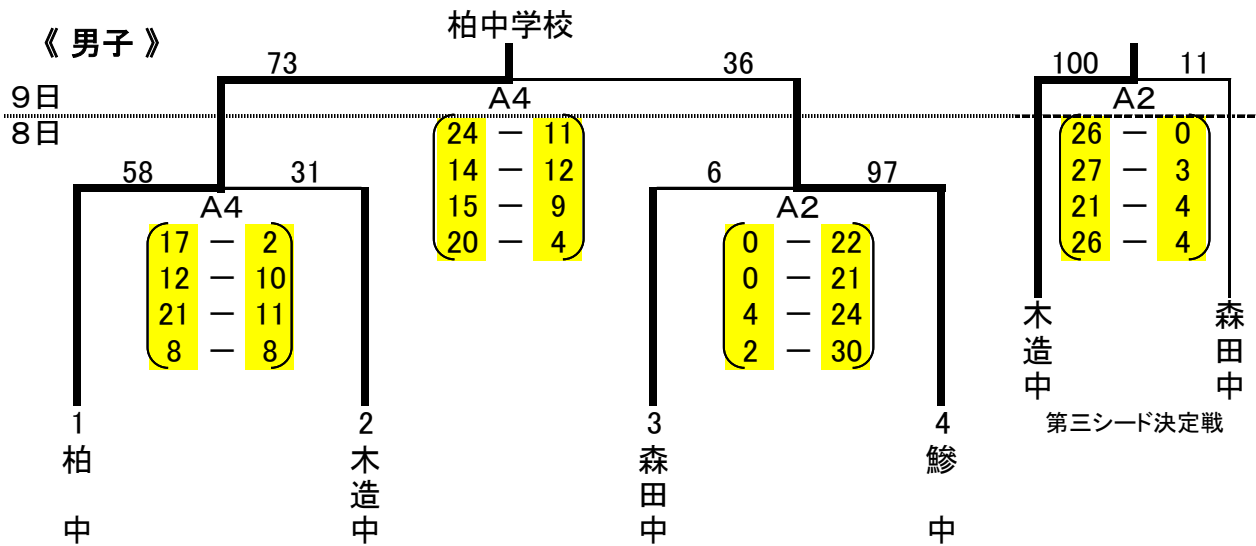 《 男子 》
柏中学校
73
36
100
11
9日
8日
A4
24 － 11
14 － 12
15 － 9
20 － 4
A2
26 － 0
27 － 3
21 － 4
26 － 4
58
31
A4
17 － 2
12 － 10
21 － 11
8 － 8
6
97
A2
0 － 22
0 － 21
4 － 24
2 － 30
木造中
森田中
第三シード決定戦
1
柏中
2
木造中
3
森田中
4
鰺中